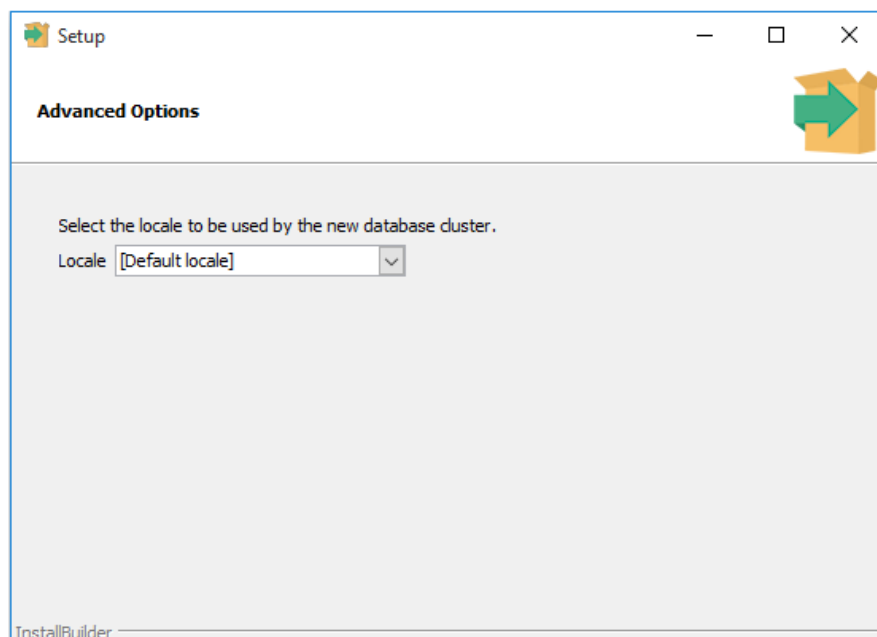 Setup
Advanced Options
Select the locale to be used by the new database cluster.
Locale [Default locale]
InstallBuilder